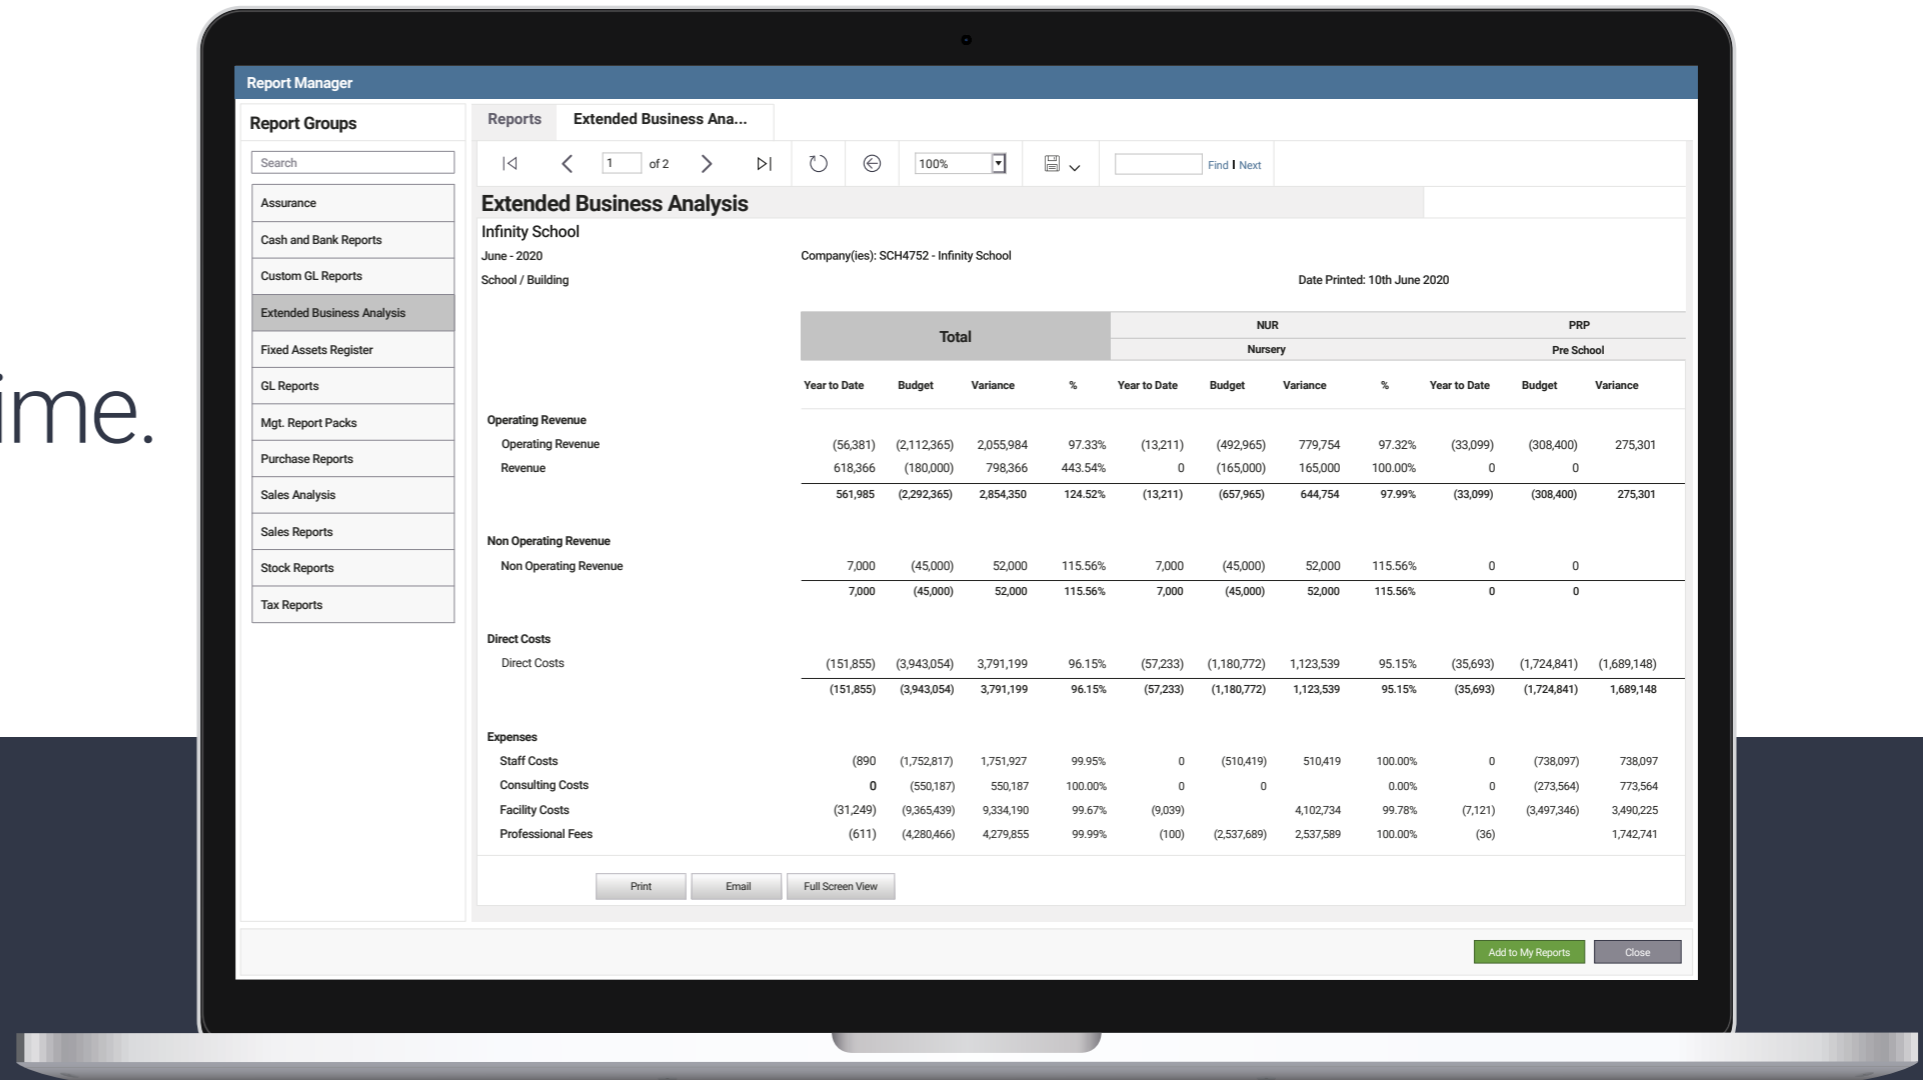 ime.
Report Manager
Report Groups
Search
Assurance
Cash and Bank Reports
Custom GL Reports
Extended Business Analysis
Fixed Assets Register
GL Reports
Mgt. Report Packs
Purchase Reports
Sales Analysis
Sales Reports
Stock Reports
Tax Reports
Reports Extended Business Ana...
1 of 2 100% Find | Next
Extended Business Analysis
Infinity School
June - 2020 Company(ies): SCH4752 - Infinity School
School / Building Date Printed: 10th June 2020
Total NUR PRP
Nursery Pre School
Year to Date Budget Variance % Year to Date Budget Variance % Year to Date Budget Variance
Operating Revenue
Operating Revenue (56,381) (2,112,365) 2,055,984 97.33% (13,211) (492,965) 779,754 97.32% (33,099) (308,400) 275,301
Revenue 618,366 (180,000) 798,366 443.54% 0 (165,000) 165,000 100.00% 0 0
561,985 (2,292,365) 2,854,350 124.52% (13,211) (657,965) 644,754 97.99% (33,099) (308,400) 275,301
Non Operating Revenue
Non Operating Revenue 7,000 (45,000) 52,000 115.56% 7,000 (45,000) 52,000 115.56% 0 0
7,000 (45,000) 52,000 115.56% 7,000 (45,000) 52,000 115.56% 0 0
Direct Costs
Direct Costs (151,855) (3,943,054) 3,791,199 96.15% (57,233) (1,180,772) 1,123,539 95.15% (35,693) (1,724,841) (1,689,148)
(151,855) (3,943,054) 3,791,199 96.15% (57,233) (1,180,772) 1,123,539 95.15% (35,693) (1,724,841) 1,689,148
Expenses
Staff Costs (890 (1,752,817) 1,751,927 99.95% 0 (510,419) 510,419 100.00% 0 (738,097) 738,097
Consulting Costs 0 (550,187) 550,187 100.00% 0 0 0.00% 0 (273,564) 773,564
Facility Costs (31,249) (9,365,439) 9,334,190 99.67% (9,039) 4,102,734 99.78% (7,121) (3,497,346) 3,490,225
Professional Fees (611) (4,280,466) 4,279,855 99.99% (100) (2,537,689) 2,537,589 100.00% (36) 1,742,741
Print Email Full Screen View
Add to My Reports Close